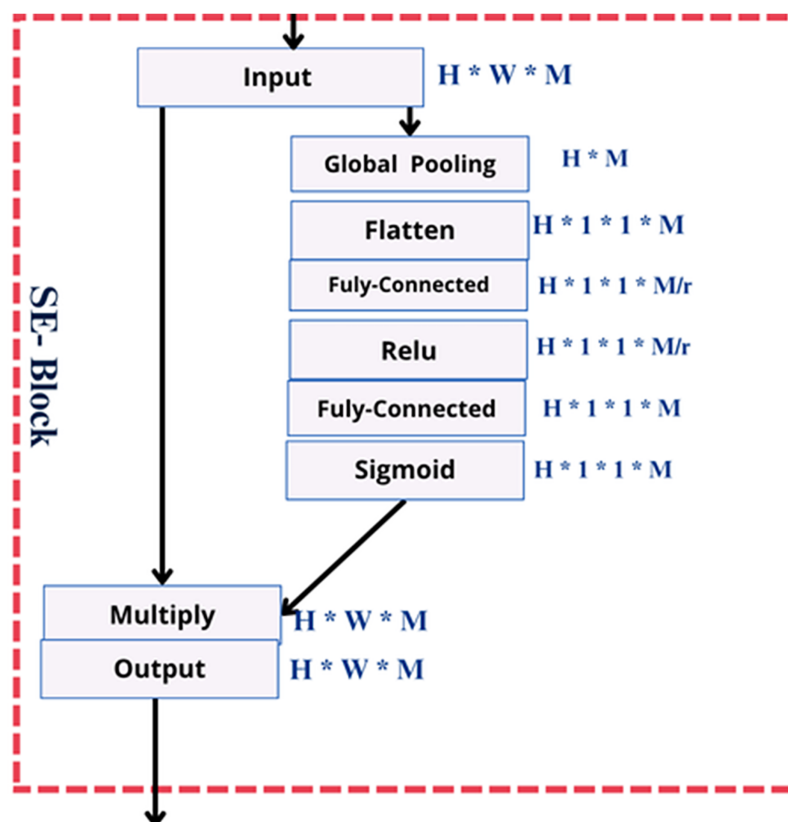 Input
H * W * M
Global Pooling
H * M
Flatten
H * 1 * 1 * M
Fuly-Connected
H * 1 * 1 * M/r
Relu
H * 1 * 1 * M/r
Fuly-Connected
H * 1 * 1 * M
Sigmoid
H * 1 * 1 * M
SE- Block
Multiply
H * W * M
Output
H * W * M